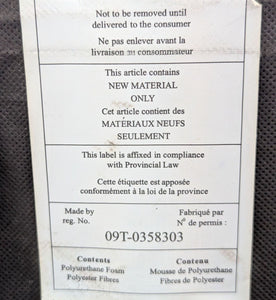 Not to be removed until
delivered to the consumer
Ne pas enlever avant la
livraison au consommateur
This article contains
NEW MATERIAL
ONLY
Cet article contient des
MATÉRIAUX NEUFS
SEULEMENT
This label is affixed in compliance
with Provincial Law
Cette étiquette est apposée
conformément à la loi de la province
Made by
reg. No.
Fabriqué par
N° de permis :
09T-0358303
Contents
Polyurethane Foam
Polyester Fibres
Contenu
Mousse de Polyurethane
Fibres de Polyester